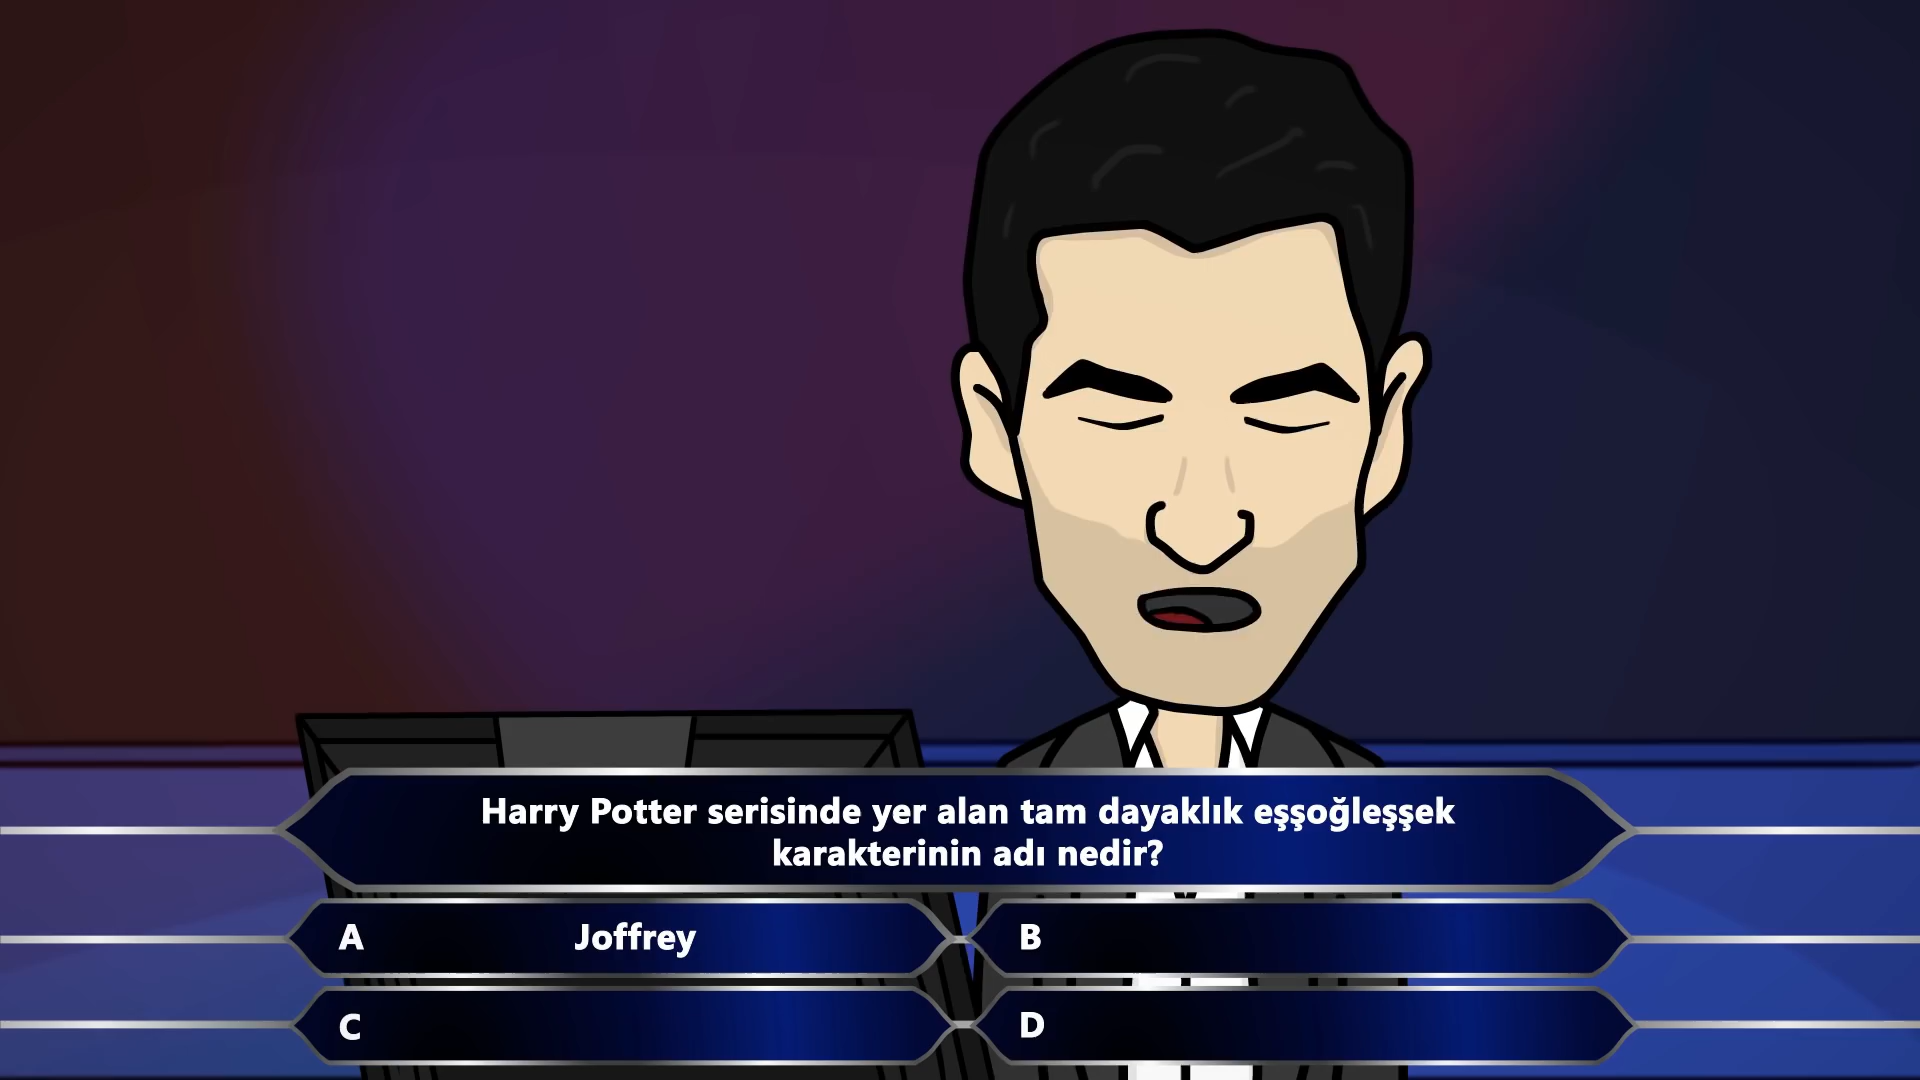 Harry Potter serisinde yer alan tam dayaklık eşşoğleşşek
karakterinin adı nedir?
A Joffrey
B
C
D